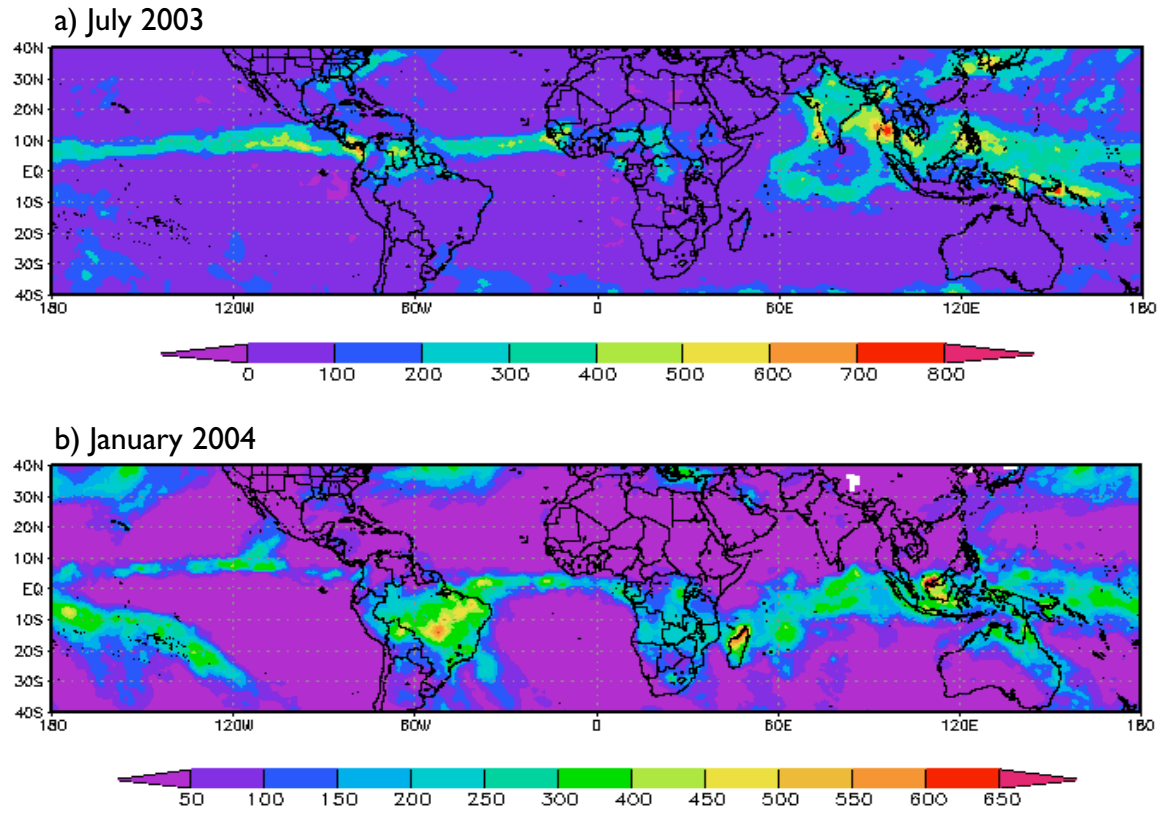 a) July 2003
40N
30N
20N
10N
EQ
10S
20S
30S
40S
180 120W 60W 0 60E 120E 180
0 100 200 300 400 500 600 700 800
b) January 2004
40N
30N
20N
10N
EQ
10S
20S
30S
40S
180 120W 60W 0 60E 120E 180
50 100 150 200 250 300 400 450 500 550 600 650